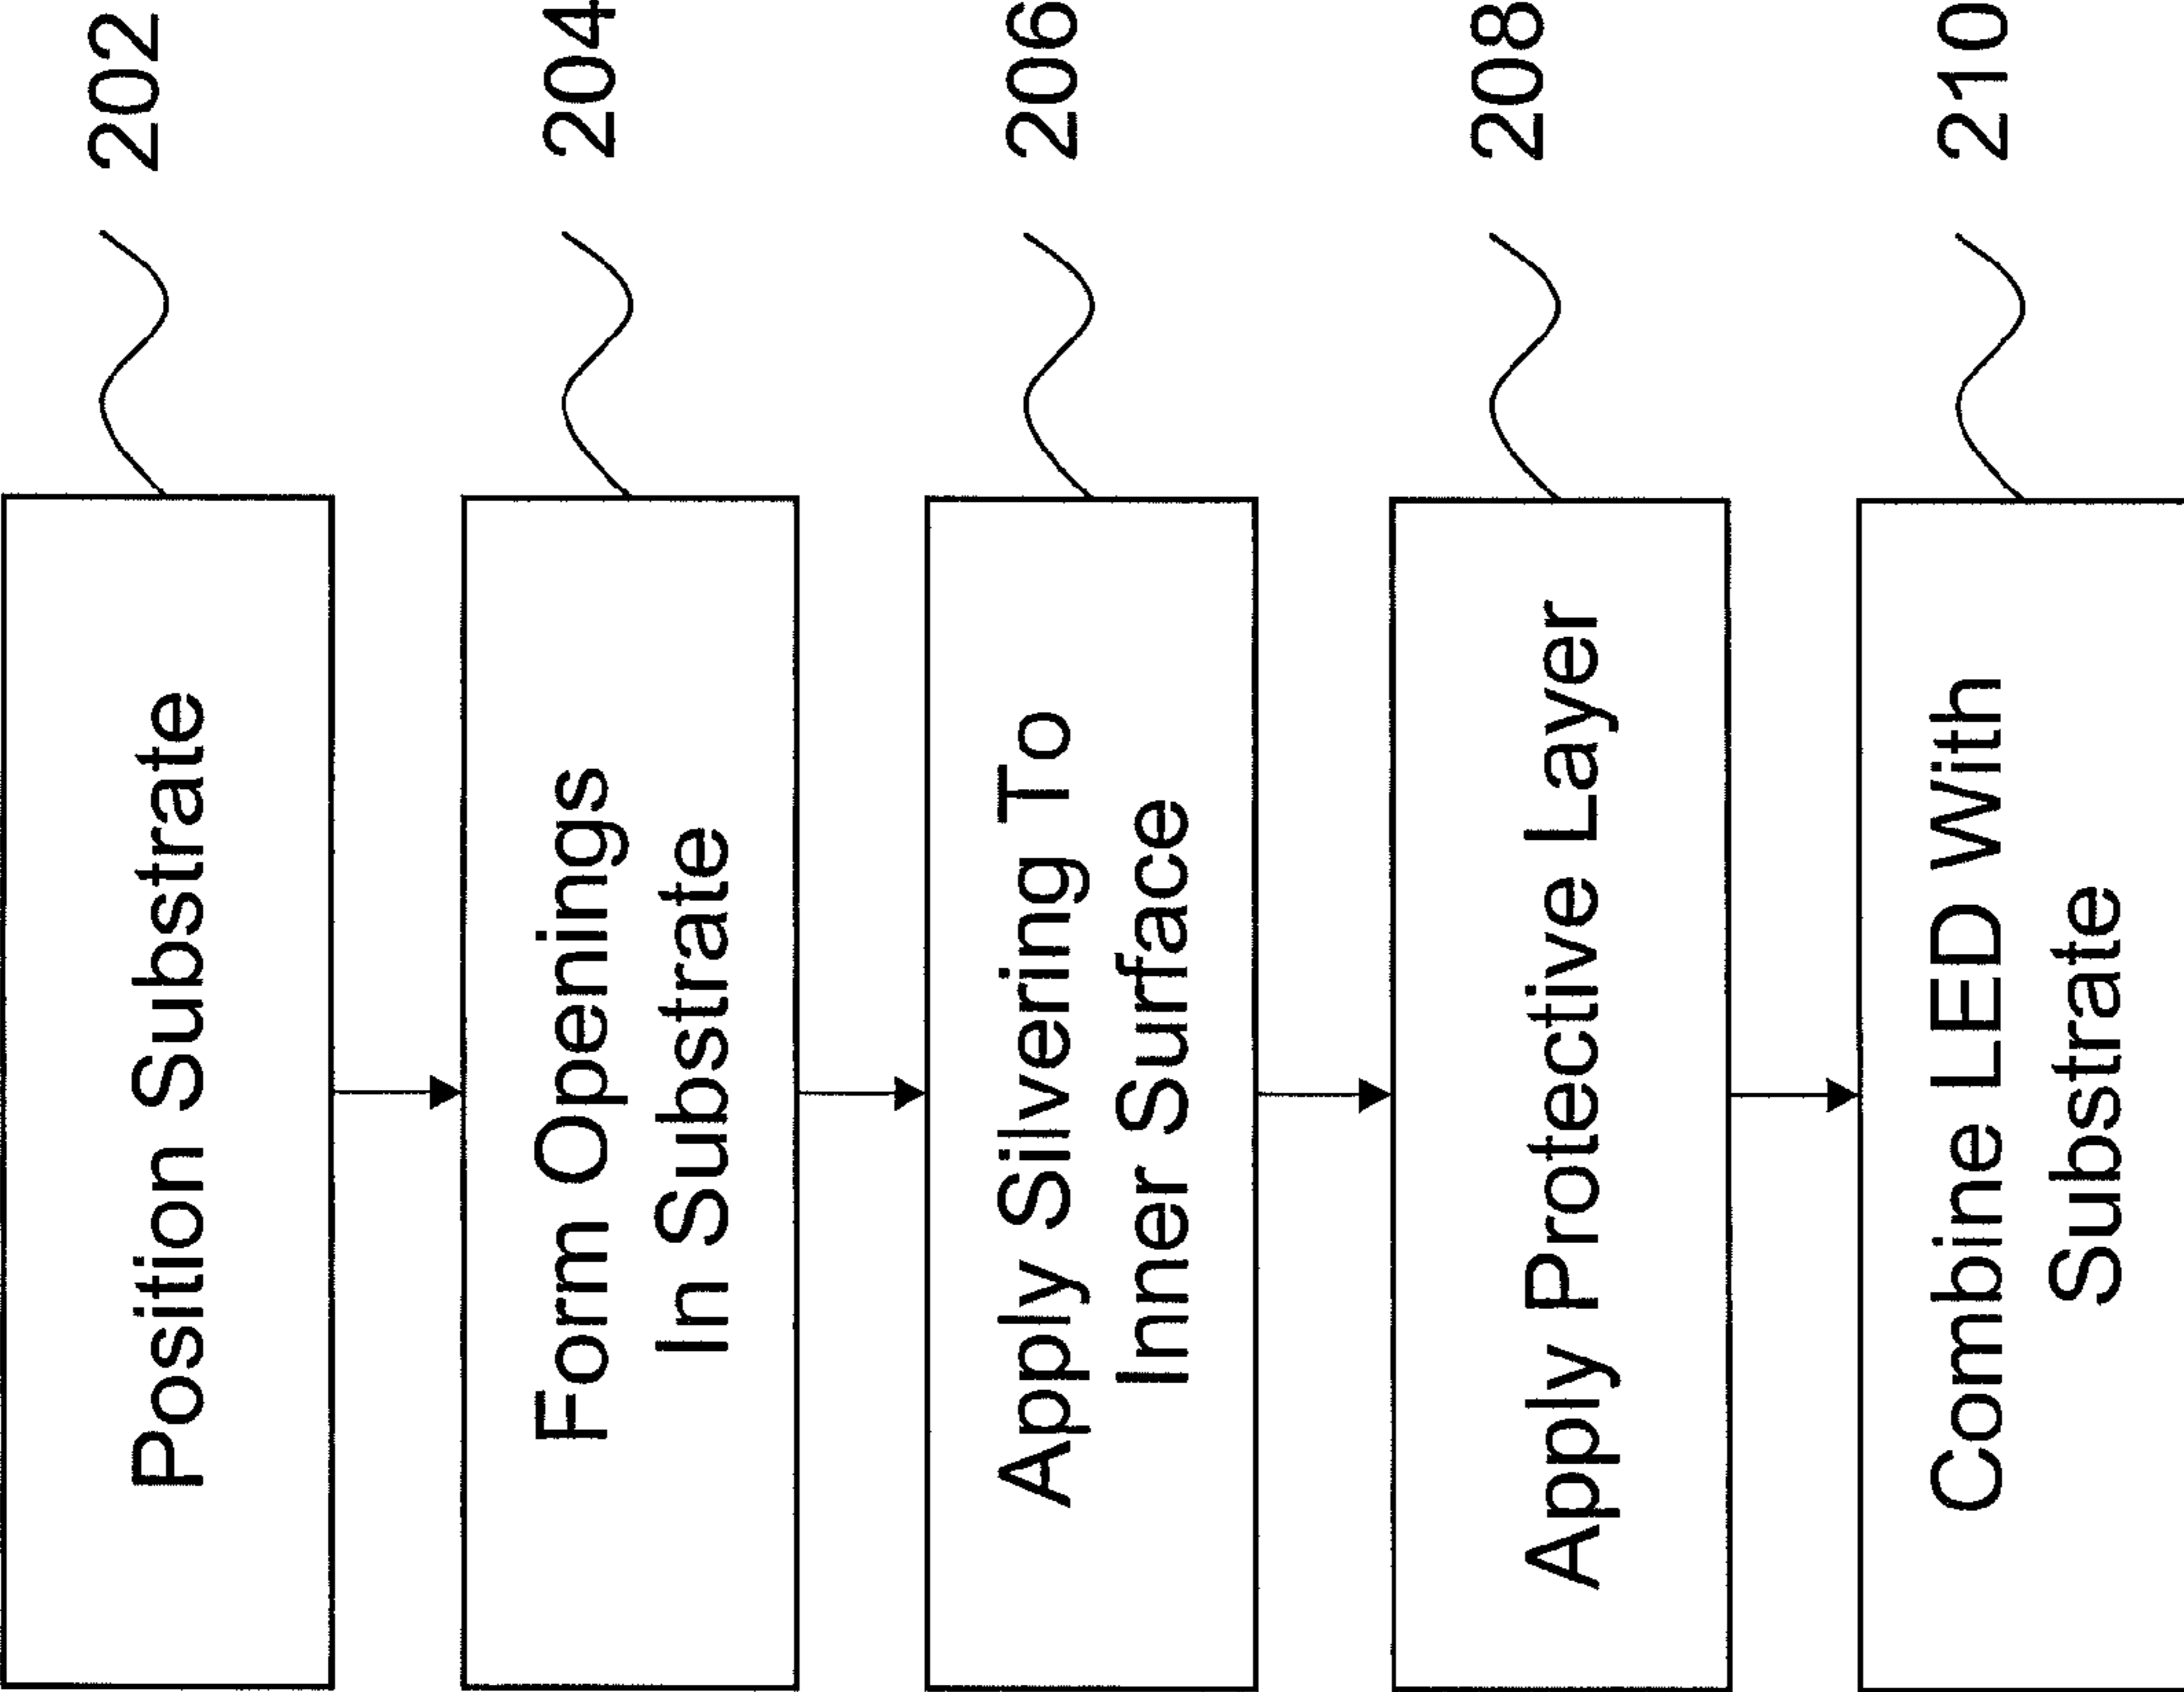 Position Substrate
202
Form Openings
In Substrate
204
Apply Silvering To
Inner Surface
206
Apply Protective Layer
208
Combine LED With
Substrate
210